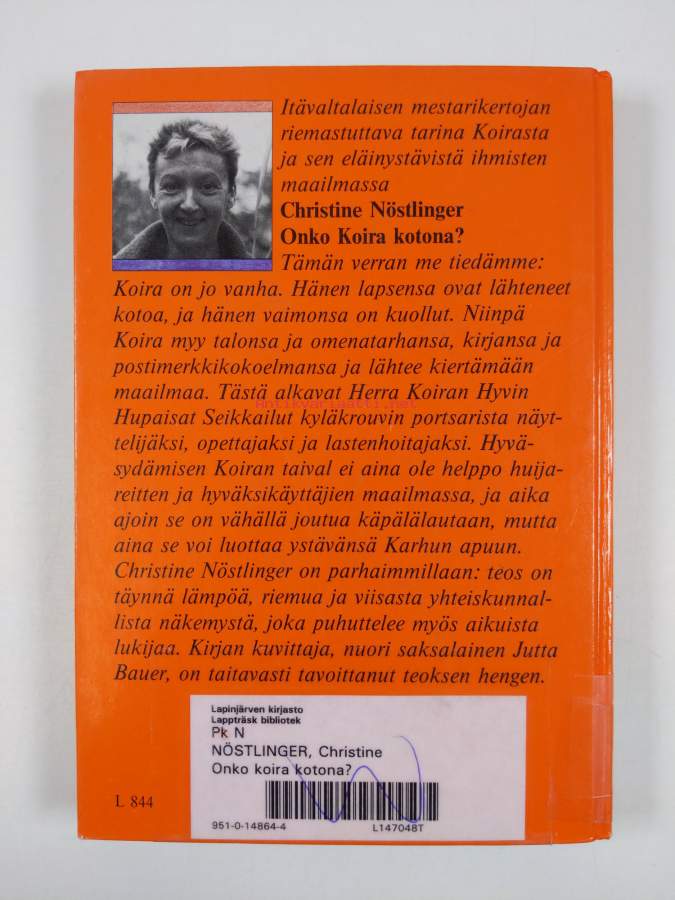 Itävaltalaisen mestarikertojan
riemastuttava tarina Koirasta
ja sen eläinystävistä ihmisten
maailmassa
Christine Nöstlinger
Onko Koira kotona?
Tämän verran me tiedämme:
Koira on jo vanha. Hänen lapsensa ovat lähteneet
kotoa, ja hänen vaimonsa on kuollut. Niinpä
Koira myy talonsa ja omenatarhansa, kirjansa ja
postimerkkikokoelmansa ja lähtee kiertämään
maailmaa. Tästä alkavat Herra Koiran Hyvin
antikvariaatti.net
Hupaisat Seikkailut kyläkrouvin portsarista näyt-
telijäksi, opettajaksi ja lastenhoitajaksi. Hyvä-
sydämisen Koiran taival ei aina ole helppo huija-
reitten ja hyväksikäyttäjien maailmassa, ja aika
ajoin se on vähällä joutua käpälälautaan, mutta
aina se voi luottaa ystävänsä Karhun apuun.
Christine Nöstlinger on parhaimmillaan: teos on
täynnä lämpöä, riemua ja viisasta yhteiskunnal-
lista näkemystä, joka puhuttelee myös aikuista
lukijaa. Kirjan kuvittaja, nuori saksalainen Jutta
Bauer, on taitavasti tavoittanut teoksen hengen.
Lapinjärven kirjasto
Lappträsk bibliotek
Pk N
NÖSTLINGER, Christine
Onko koira kotona?
L 844
951-0-14864-4 L147048T